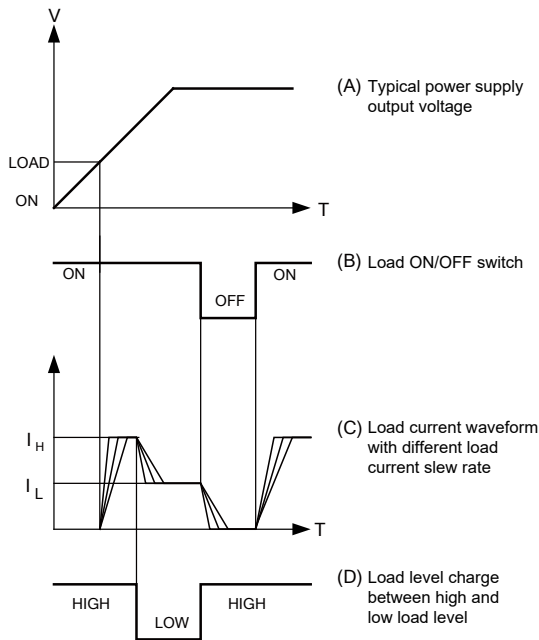 V
(A) Typical power supply
output voltage
LOAD
ON
T
(B) Load ON/OFF switch
ON
ON
OFF
(C) Load current waveform
with different load
current slew rate
I H
I L
T
(D) Load level charge
between high and
low load level
HIGH
LOW
HIGH